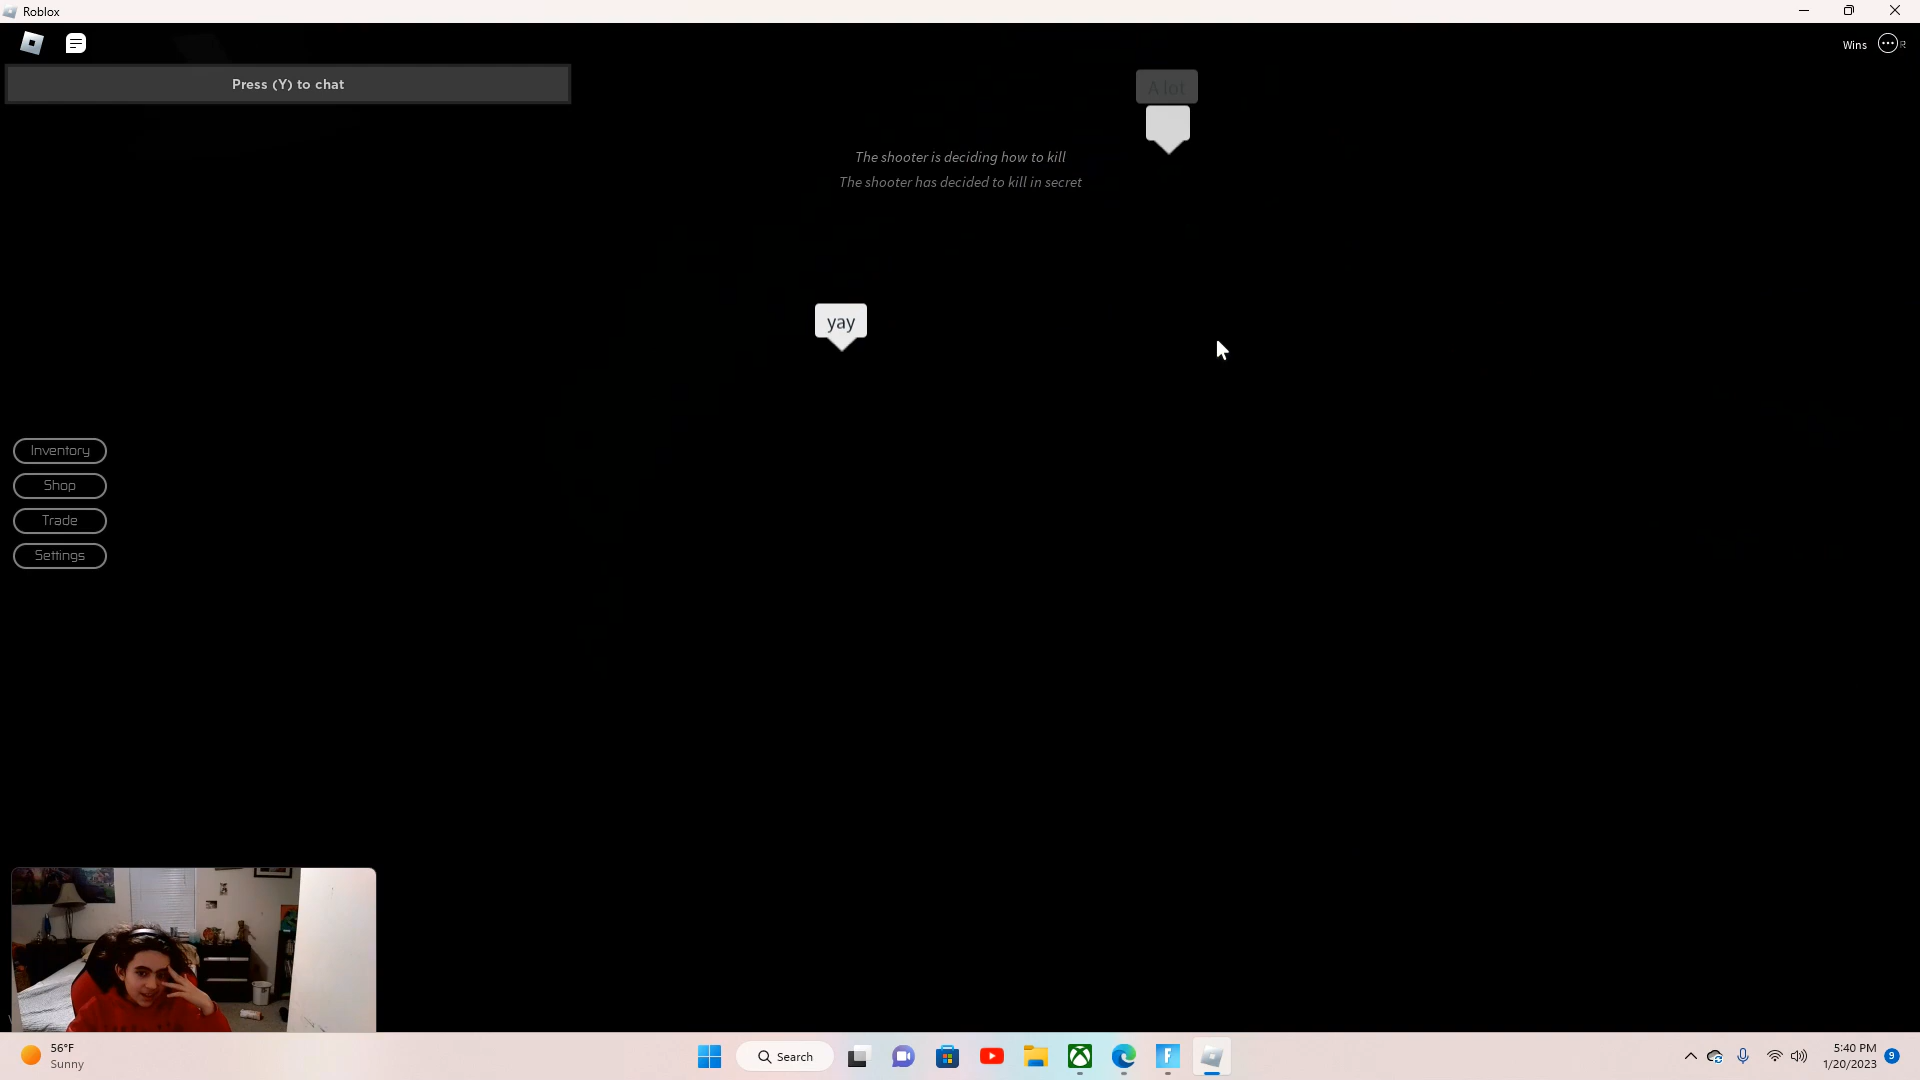 Roblox
Wins
Press (Y) to chat
A lot
The shooter is deciding how to kill
The shooter has decided to kill in secret
yay
Inventory
Shop
Trade
Settings
56°F
Sunny
Search
5:40 PM
1/20/2023
9